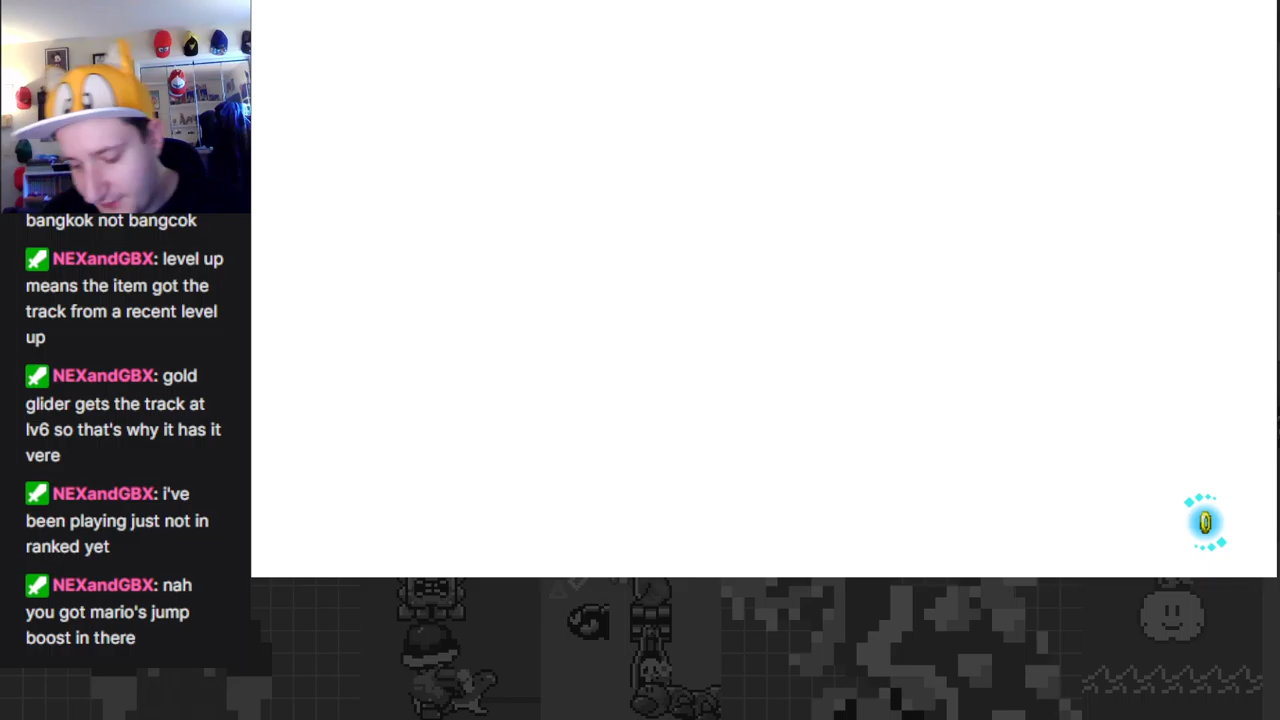 bangkok not bangcok
NEXandGBX: level up
means the item got the
track from a recent level
up
NEXandGBX: gold
glider gets the track at
lv6 so that's why it has it
vere
NEXandGBX: i've
been playing just not in
ranked yet
NEXandGBX: nah
you got mario's jump
boost in there